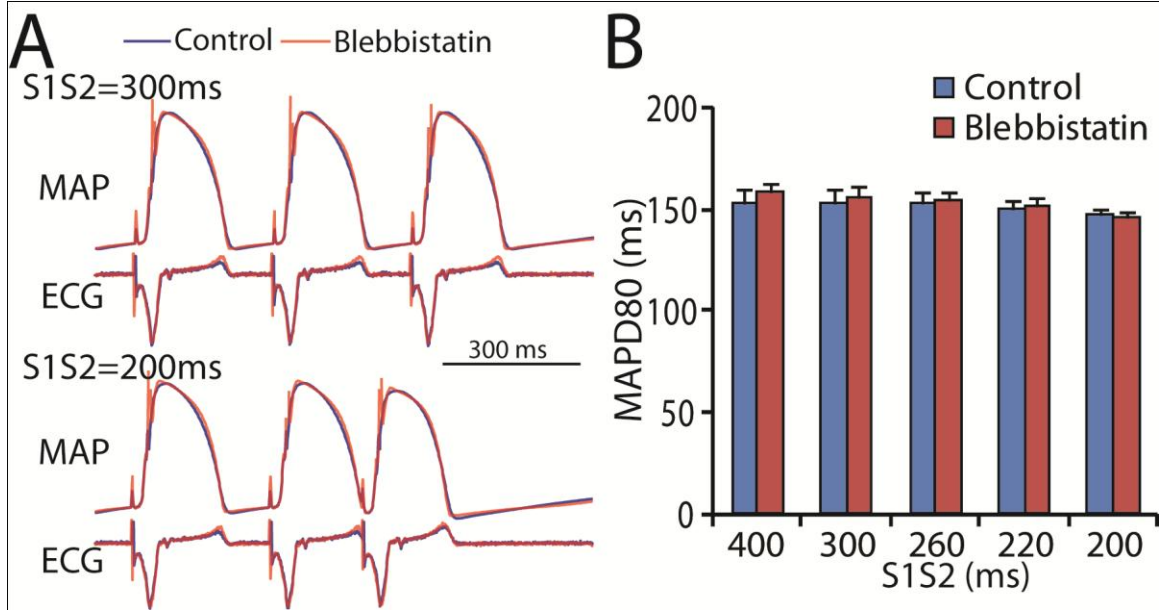 A
Control Blebbistatin
S1S2=300ms
MAP
ECG
300 ms
S1S2=200ms
MAP
ECG
B
Control
Blebbistatin
200
150
100
50
0
MAPD80 (ms)
400 300 260 220 200
S1S2 (ms)